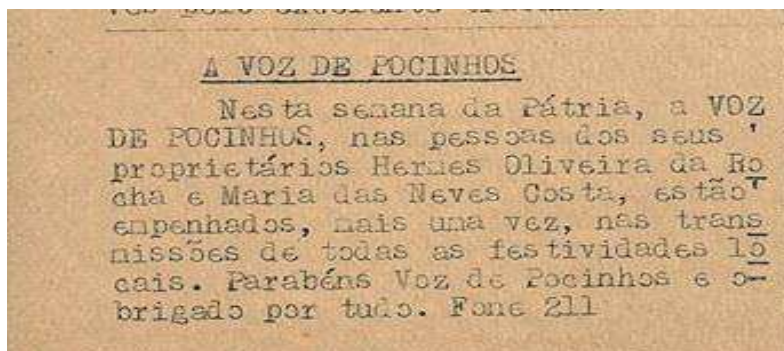 A VOZ DE POCINHOS
Nesta semana da Pátria, a VOZ
DE POCINHOS, nas pessoas dos seus '
proprietários Hermes Oliveira da Ro
cha e Maria das Neves Costa, estão
empenhados, mais uma vez, nas trans
missões de todas as festividades lo
cais. Parabéns Voz de Pocinhos e o-
brigado por tudo. Fone 211